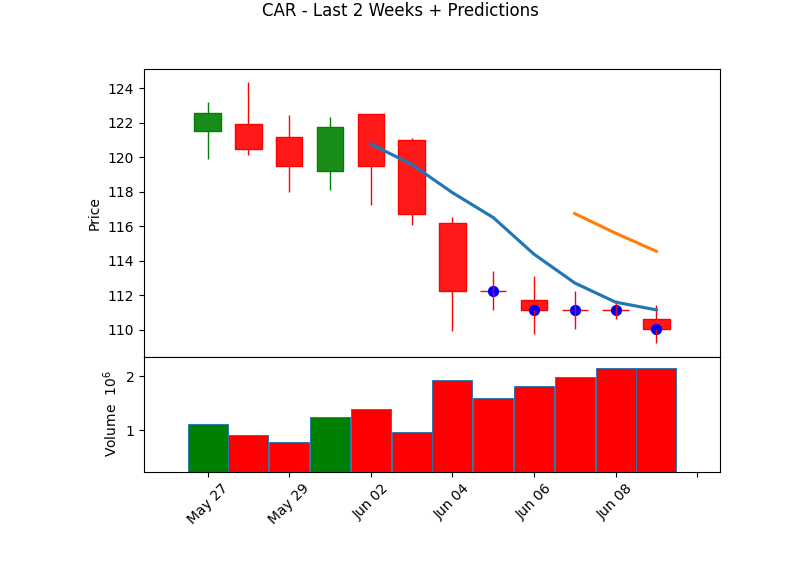 CAR - Last 2 Weeks + Predictions
124
122
120
118
116
114
112
110
Price
2
1
Volume 10⁶
May 27
May 29
Jun 02
Jun 04
Jun 06
Jun 08